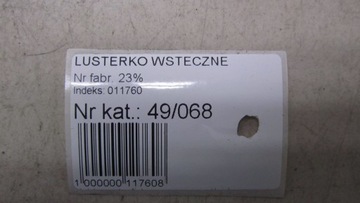 LUSTERKO WSTECZNE
Nr fabr. 23%
Indeks: 011760
Nr kat.: 49/068
1 000000 117608